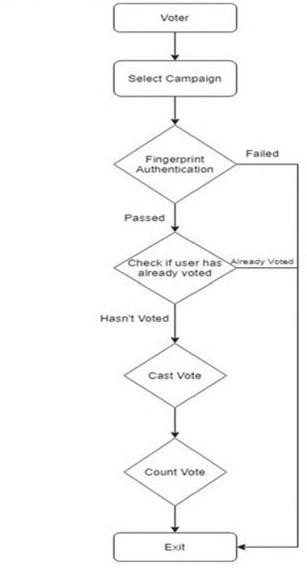 Voter
Select Campaign
Fingerprint
Authentication
Failed
Passed
Check if user has
already voted
Already Voted
Hasn't Voted
Cast Vote
Count Vote
Exit